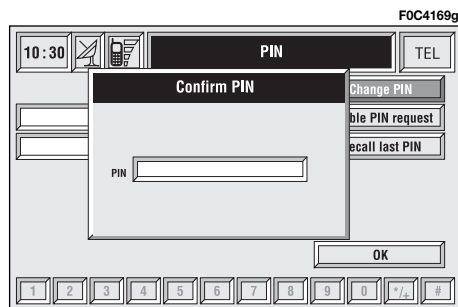 F0C4169g
10:30 PIN TEL
Confirm PIN
Change PIN
ble PIN request
ecall last PIN
PIN
OK
1 2 3 4 5 6 7 8 9 0 */+ #